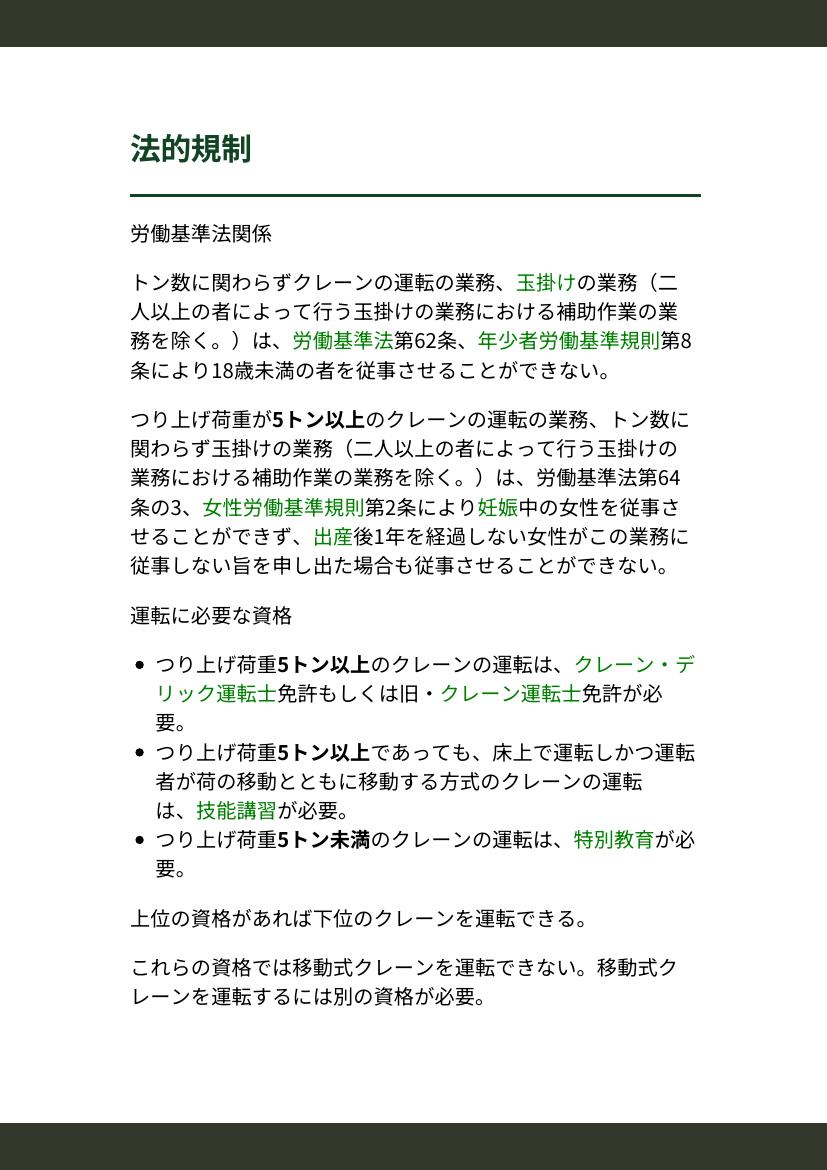 法的規制
労働基準法関係
トン数に関わらずクレーンの運転の業務、玉掛けの業務（二
人以上の者によって行う玉掛けの業務における補助作業の業
務を除く。）は、労働基準法第62条、年少者労働基準規則第8
条により18歳未満の者を従事させることができない。
つり上げ荷重が5トン以上のクレーンの運転の業務、トン数に
関わらず玉掛けの業務（二人以上の者によって行う玉掛けの
業務における補助作業の業務を除く。）は、労働基準法第64
条の3、女性労働基準規則第2条により妊娠中の女性を従事さ
せることができず、出産後1年を経過しない女性がこの業務に
従事しない旨を申し出た場合も従事させることができない。
運転に必要な資格
• つり上げ荷重5トン以上のクレーンの運転は、クレーン・デ
リック運転士免許もしくは旧・クレーン運転士免許が必
要。
• つり上げ荷重5トン以上であっても、床上で運転しかつ運転
者が荷の移動とともに移動する方式のクレーンの運転
は、技能講習が必要。
• つり上げ荷重5トン未満のクレーンの運転は、特別教育が必
要。
上位の資格があれば下位のクレーンを運転できる。
これらの資格では移動式クレーンを運転できない。移動式ク
レーンを運転するには別の資格が必要。